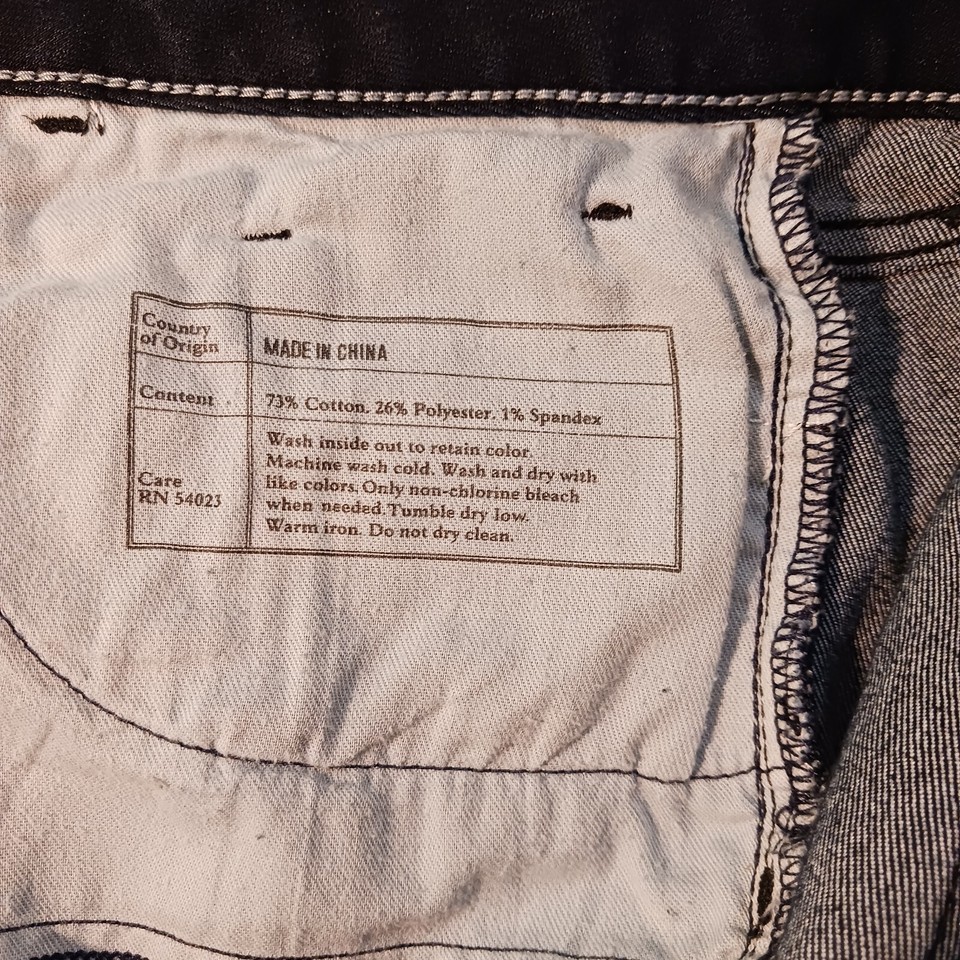 Country
of Origin
MADE IN CHINA
Content
73% Cotton, 26% Polyester, 1% Spandex
Care
RN 54023
Wash inside out to retain color.
Machine wash cold. Wash and dry with
like colors. Only non-chlorine bleach
when needed. Tumble dry low.
Warm iron. Do not dry clean.